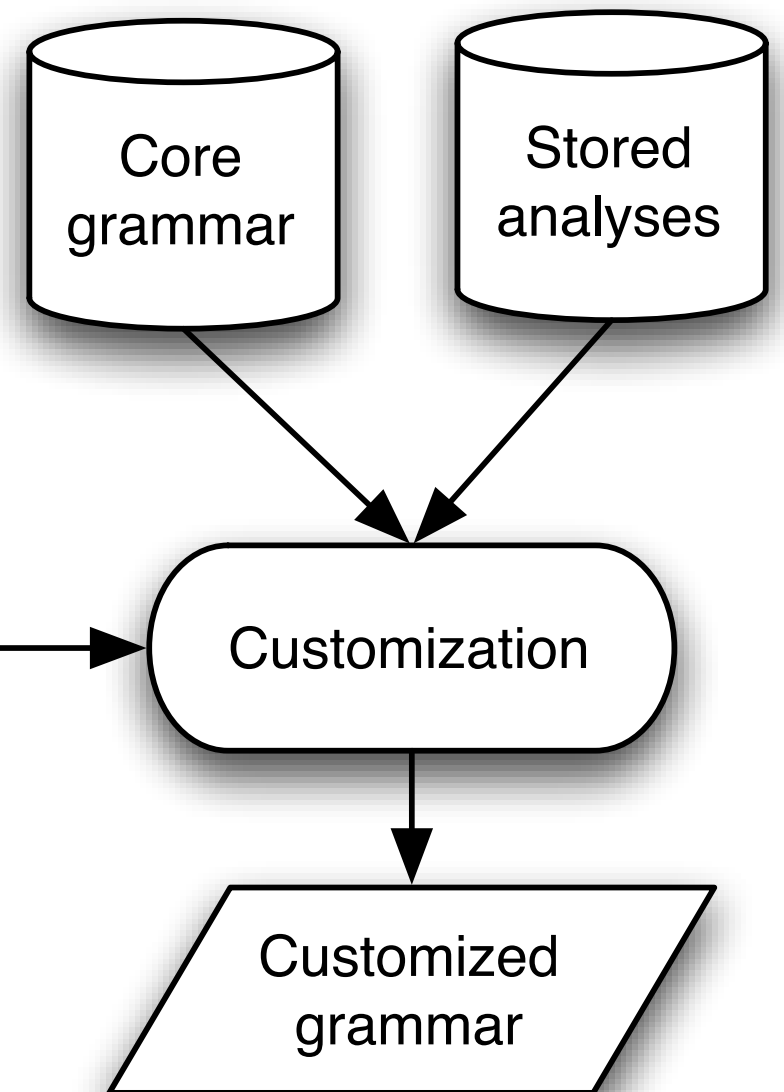 Core
grammar
Stored
analyses
Customization
Customized
grammar